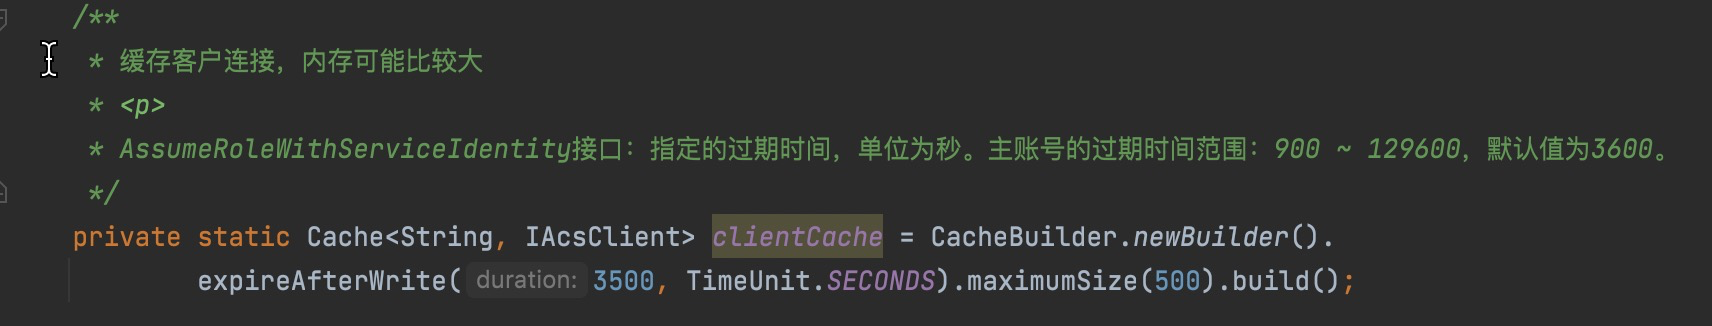 /**
* 缓存客户连接，内存可能比较大
* <p>
* AssumeRoleWithServiceIdentity接口：指定的过期时间，单位为秒。主账号的过期时间范围：900 ~ 129600，默认值为3600。
*/
private static Cache<String, IAcsClient> clientCache = CacheBuilder.newBuilder().
expireAfterWrite( duration: 3500, TimeUnit.SECONDS).maximumSize(500).build();